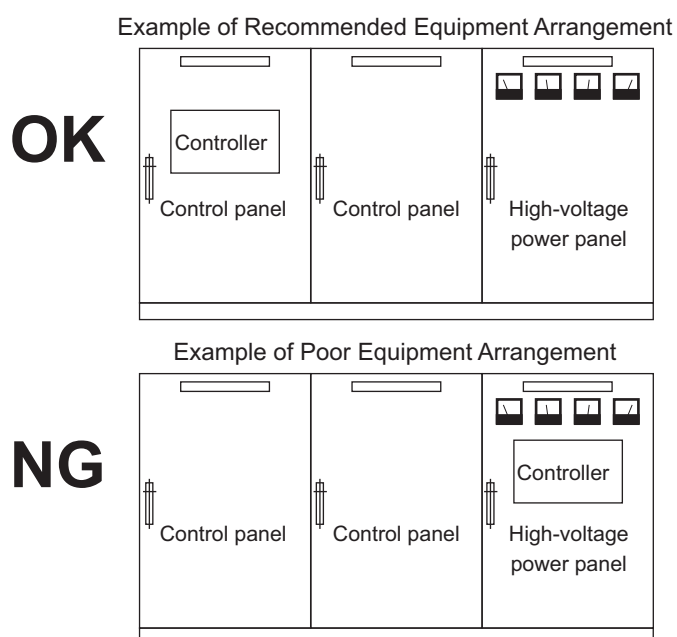 Example of Recommended Equipment Arrangement
OK
Controller
Control panel
Control panel
High-voltage
power panel
Example of Poor Equipment Arrangement
NG
Controller
Control panel
Control panel
High-voltage
power panel